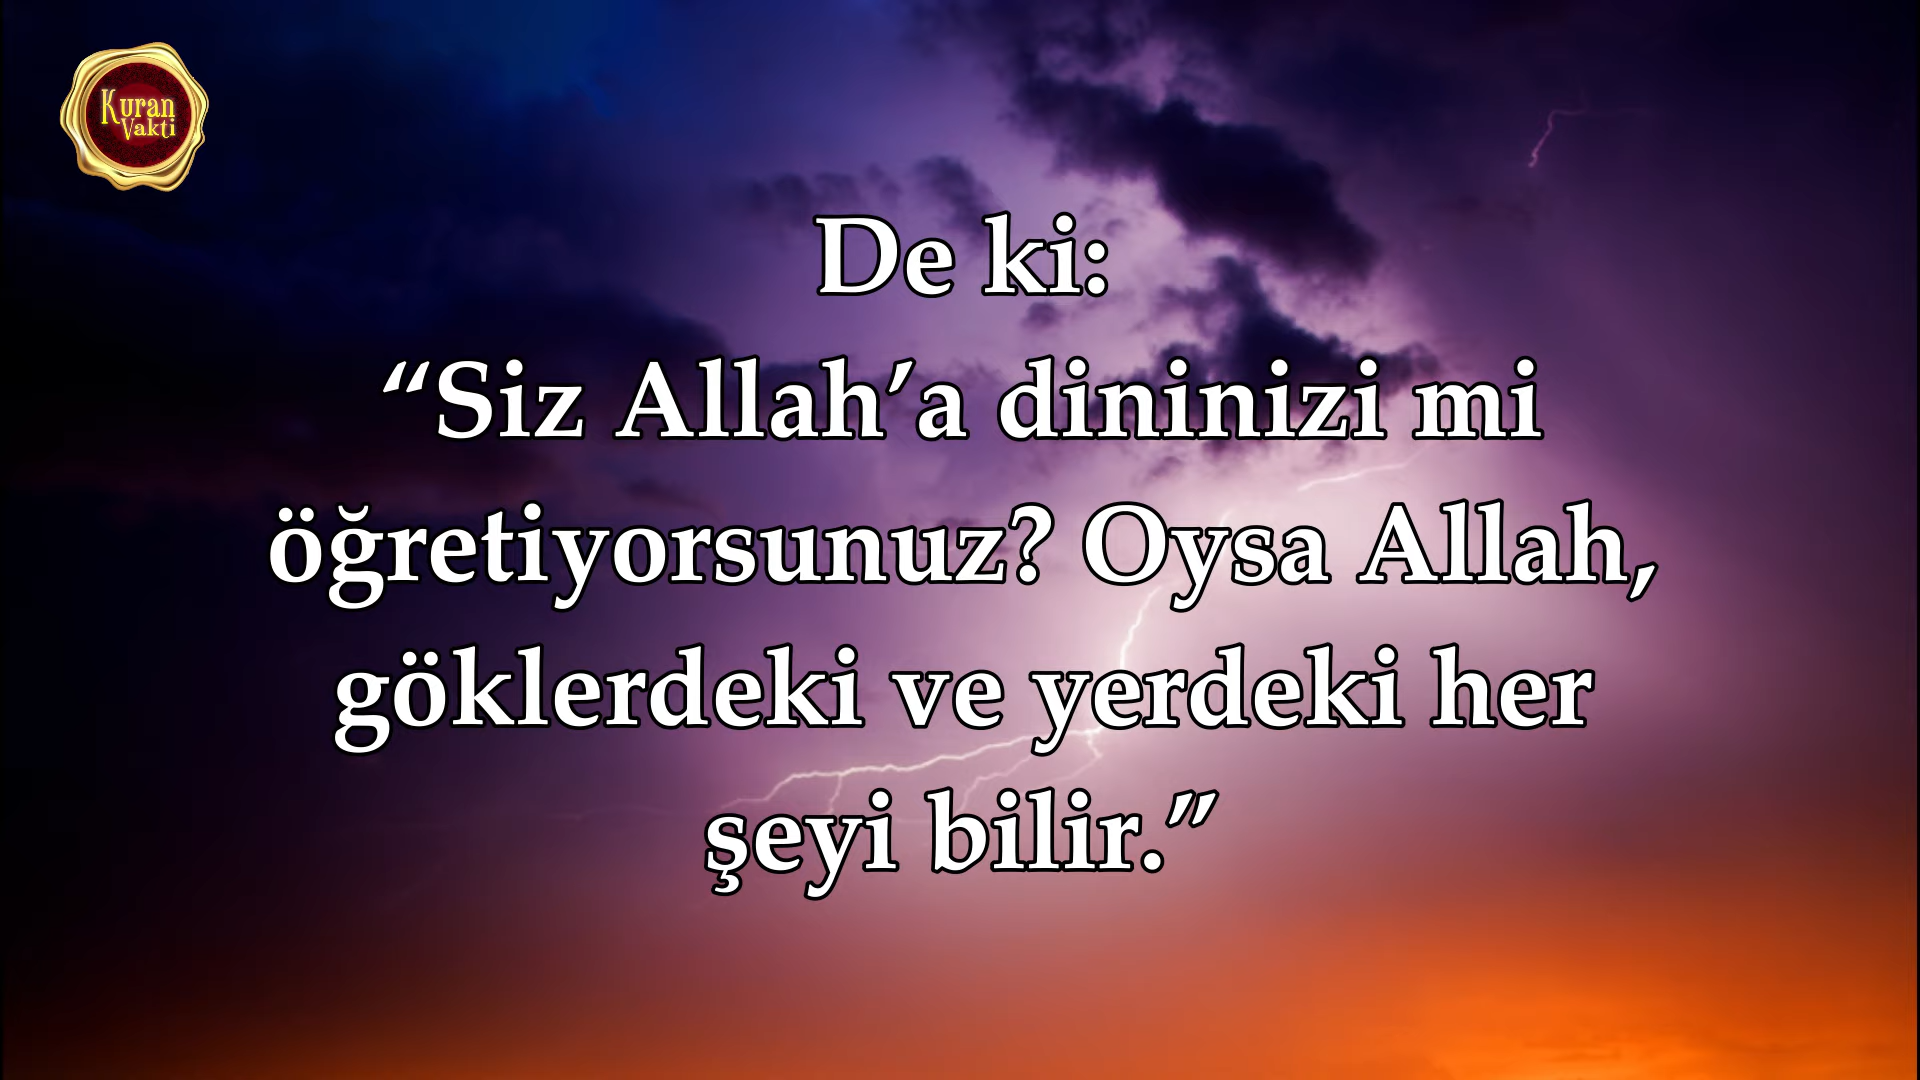 Kuran
Vakti
De ki:
“Siz Allah’a dininizi mi
öğretiyorsunuz? Oysa Allah,
göklerdeki ve yerdeki her
şeyi bilir.”